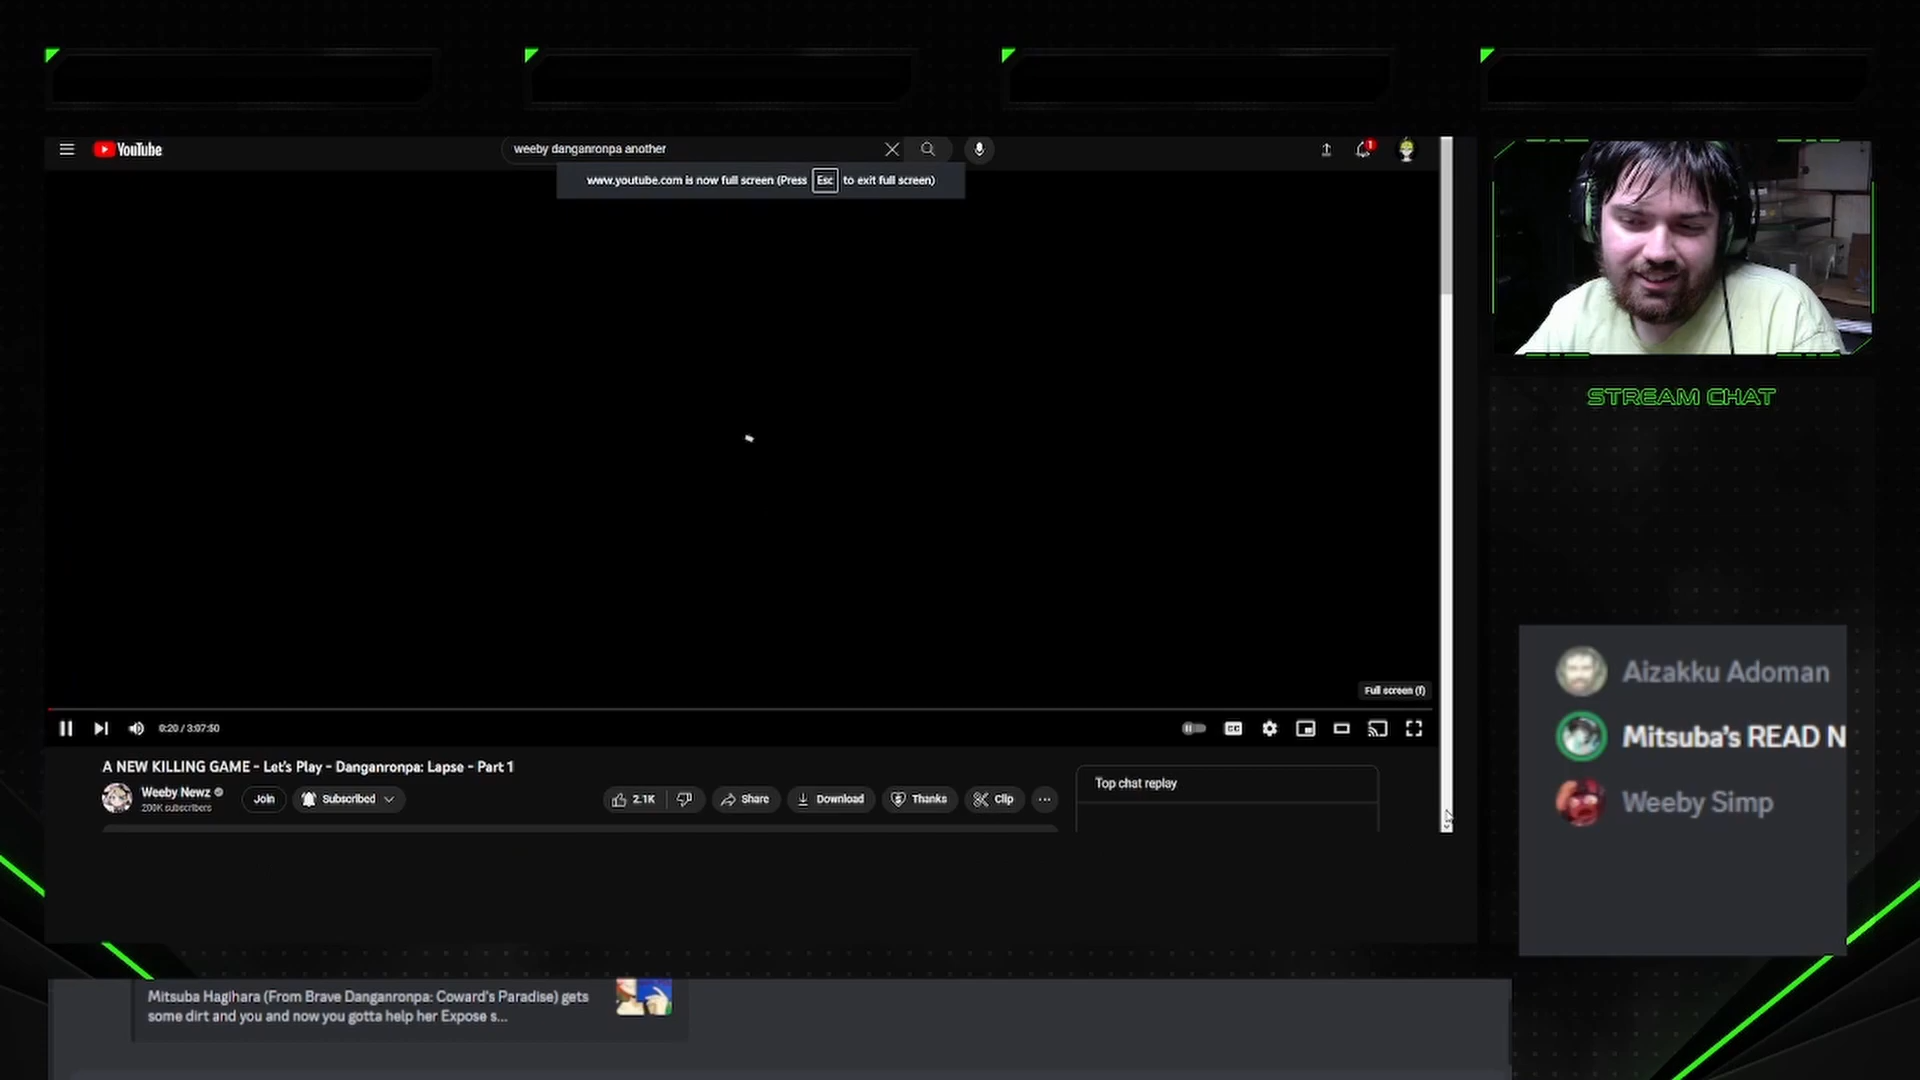 YouTube
weeby danganronpa another
1
www.youtube.com is now full screen (Press Esc to exit full screen)
STREAM CHAT
Full screen (f)
0:20 / 3:07:50
CC
A NEW KILLING GAME - Let's Play - Danganronpa: Lapse - Part 1
Weeby Newz
200K subscribers
Join
Subscribed
2.1K
Share
Download
Thanks
Clip
Top chat replay
Aizakku Adoman
Mitsuba's READ N
Weeby Simp
Mitsuba Hagihara (From Brave Danganronpa: Coward's Paradise) gets
some dirt and you and now you gotta help her Expose s...